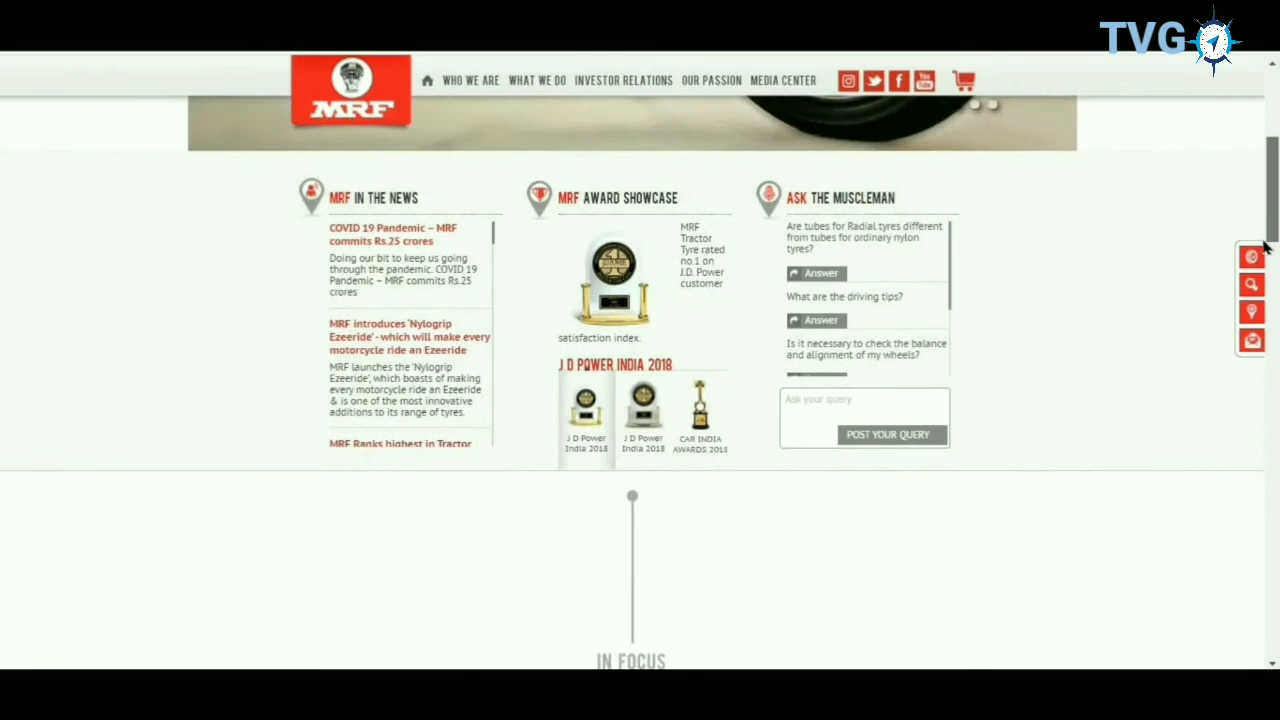 TVG
MRF
WHO WE ARE WHAT WE DO INVESTOR RELATIONS OUR PASSION MEDIA CENTER
You
Tube
MRF IN THE NEWS
COVID 19 Pandemic – MRF
commits Rs.25 crores
Doing our bit to keep us going
through the pandemic. COVID 19
Pandemic – MRF commits Rs.25
crores
MRF introduces 'Nylogrip
Ezeeride' - which will make every
motorcycle ride an Ezeeride
MRF launches the 'Nylogrip
Ezeeride', which boasts of making
every motorcycle ride an Ezeeride
& is one of the most innovative
additions to its range of tyres.
MRF Ranks highest in Tractor
MRF AWARD SHOWCASE
MRF
Tractor
Tyre rated
no.1 on
J.D. Power
customer
satisfaction index.
J D POWER INDIA 2018
J D Power
India 2018
J D Power
India 2018
CAR INDIA
AWARDS 2018
ASK THE MUSCLEMAN
Are tubes for Radial tyres different
from tubes for ordinary nylon
tyres?
Answer
What are the driving tips?
Answer
Is it necessary to check the balance
and alignment of my wheels?
Ask your query
POST YOUR QUERY
IN FOCUS